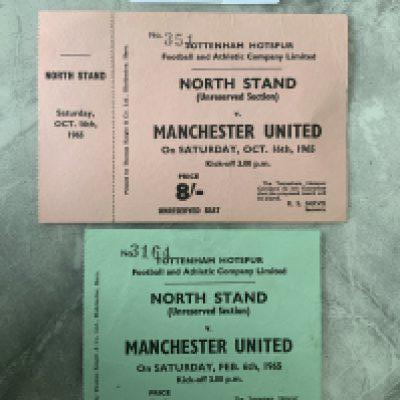 NORTH STAND
Saturday,
OCT. 16th,
1965
No. 351
TOTTENHAM HOTSPUR
Football and Athletic Company Limited
NORTH STAND
(Unreserved Section)
v.
MANCHESTER UNITED
On SATURDAY, OCT. 16th, 1965
Kick-off 3.00 p.m.
PRICE
8/-
UNRESERVED SEAT
No. 3164
TOTTENHAM HOTSPUR
Football and Athletic Company Limited
NORTH STAND
(Unreserved Section)
v.
MANCHESTER UNITED
On SATURDAY, FEB. 6th, 1965
Kick-off 3.00 p.m.
PRICE